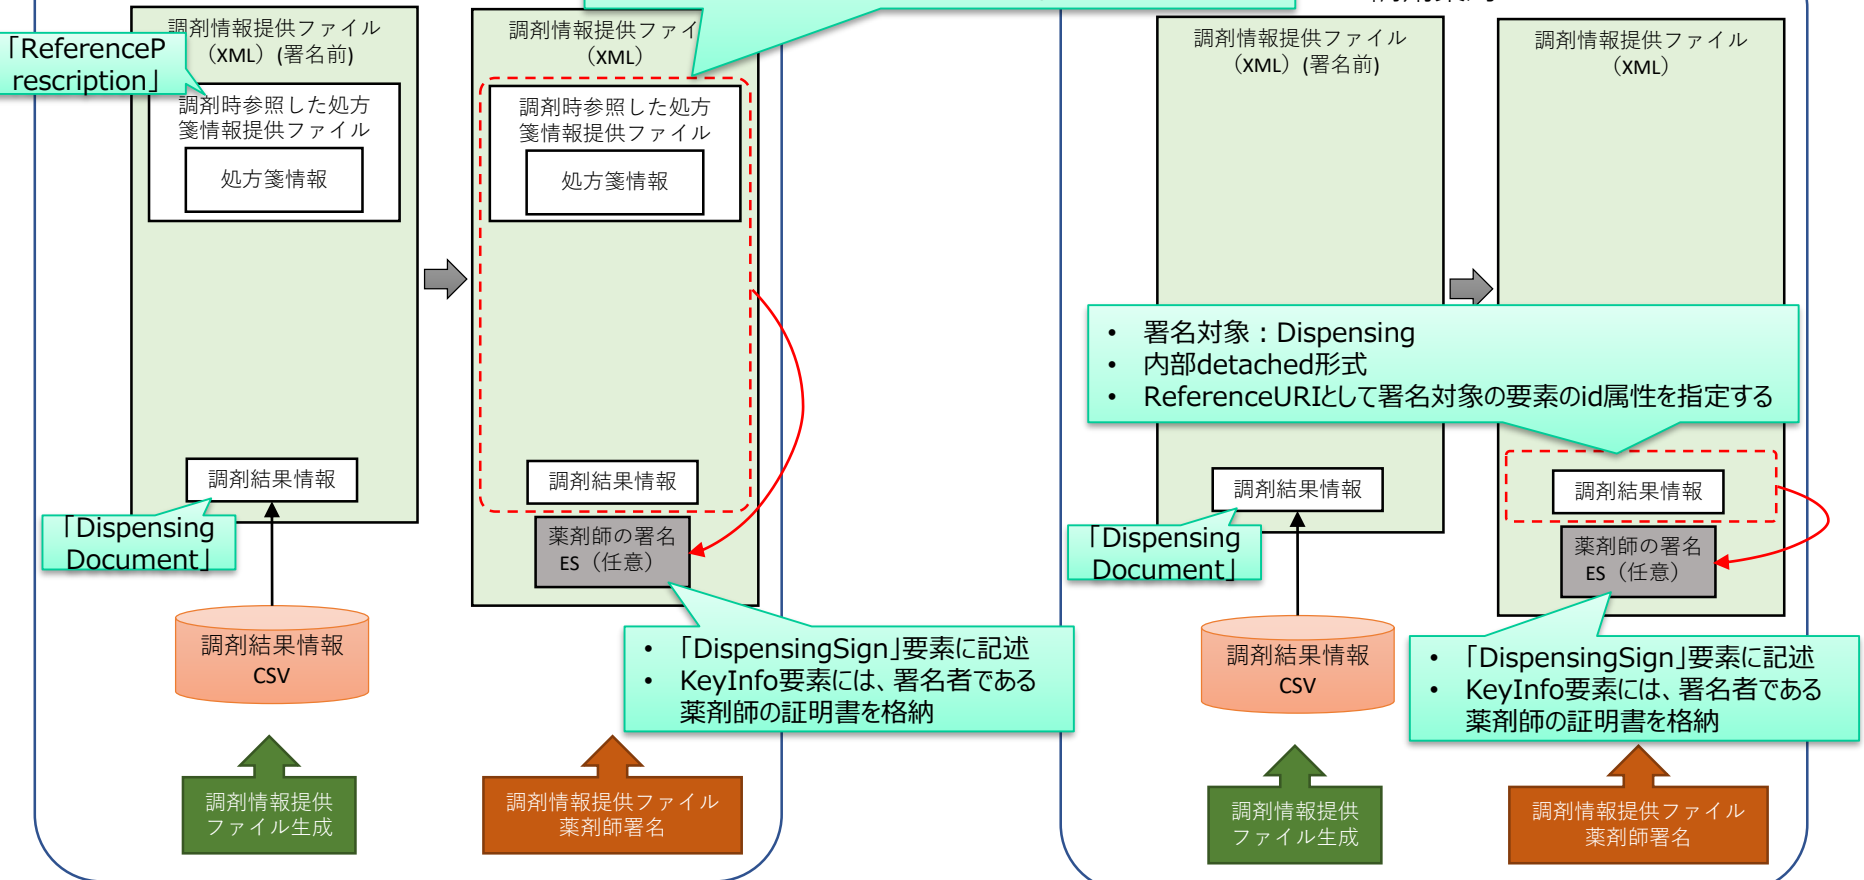 調剤情報提供ファイル
（XML）(署名前)
「ReferenceP
rescription」
調剤時参照した処方
箋情報提供ファイル
処方箋情報
調剤結果情報
「Dispensing
Document」
調剤結果情報
CSV
調剤情報提供
ファイル生成
調剤情報提供ファイ
（XML）
調剤時参照した処方
箋情報提供ファイル
処方箋情報
調剤結果情報
薬剤師の署名
ES（任意）
• 「DispensingSign」要素に記述
• KeyInfo要素には、署名者である
薬剤師の証明書を格納
調剤情報提供ファイル
薬剤師署名
調剤情報提供ファイル
（XML）(署名前)
• 署名対象：Dispensing
• 内部detached形式
• ReferenceURIとして署名対象の要素のid属性を指定する
調剤結果情報
「Dispensing
Document」
調剤結果情報
CSV
調剤情報提供
ファイル生成
調剤情報提供ファイル
（XML）
調剤結果情報
薬剤師の署名
ES（任意）
• 「DispensingSign」要素に記述
• KeyInfo要素には、署名者である
薬剤師の証明書を格納
調剤情報提供ファイル
薬剤師署名